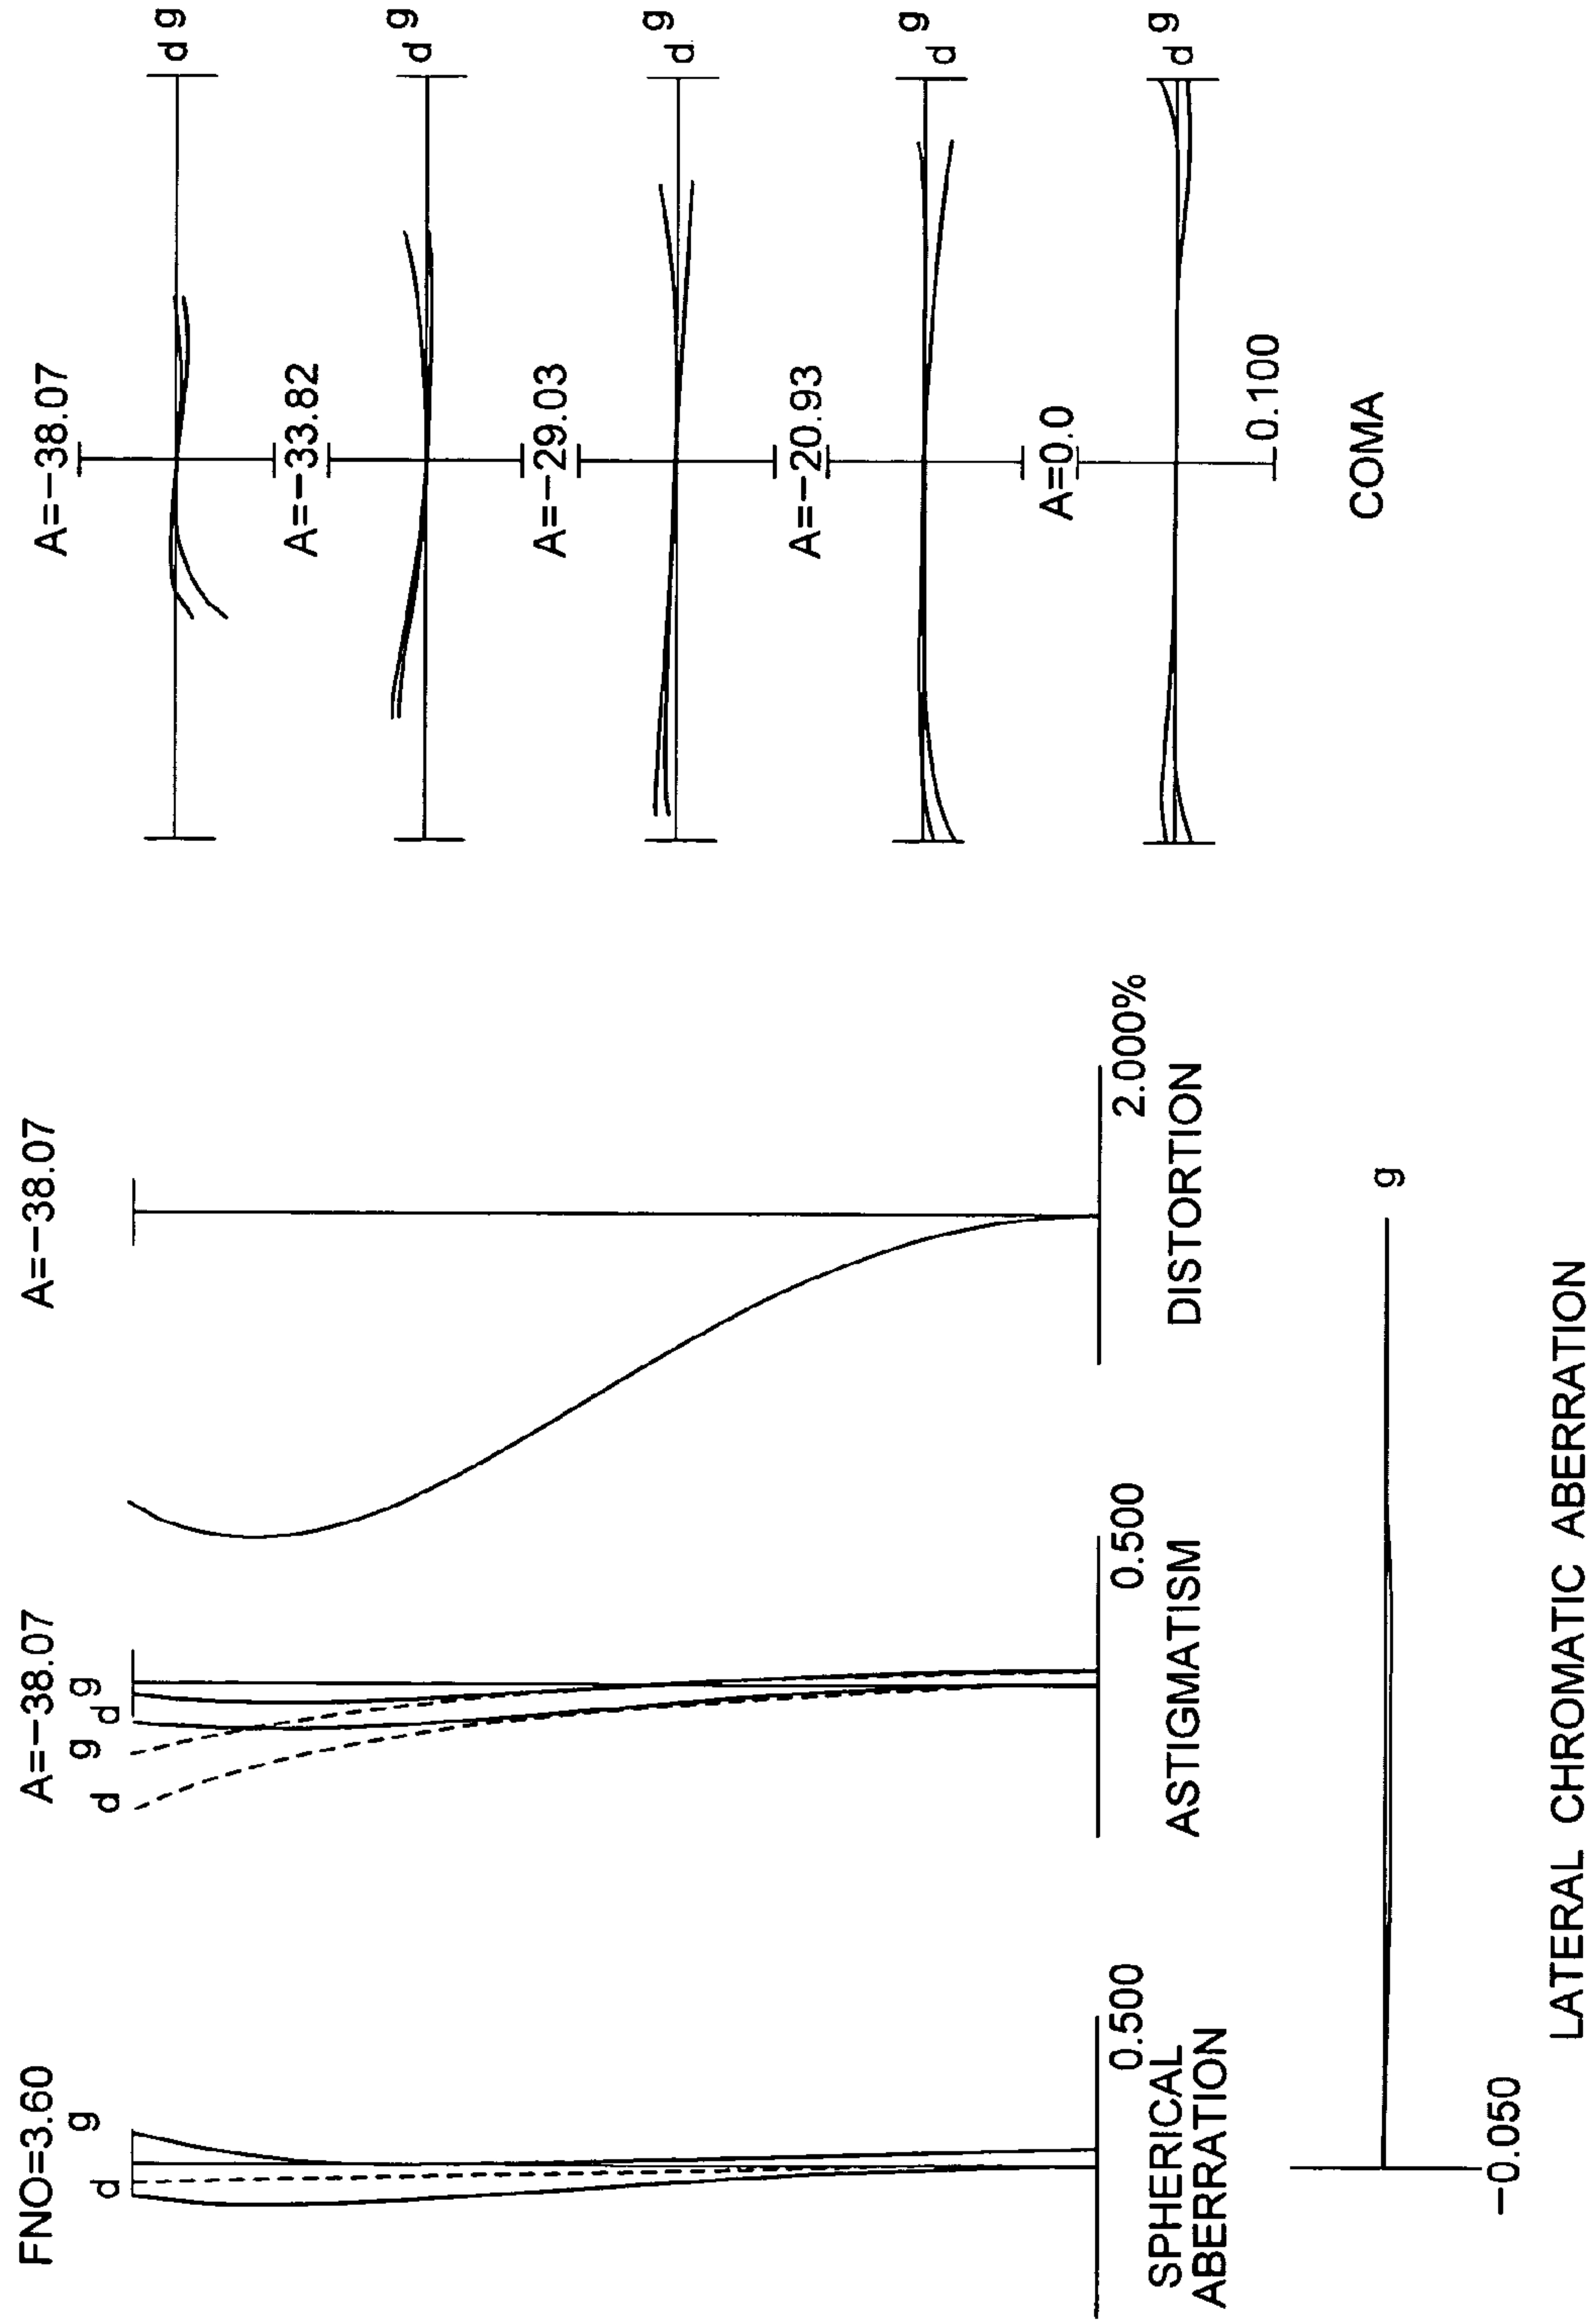 FNO=3.60
d g
0.500
SPHERICAL
ABERRATION
A=−38.07
d g d g
0.500
ASTIGMATISM
A=−38.07
2.000%
DISTORTION
A=−38.07
d g
A=−33.82
d g
A=−29.03
d g
A=−20.93
d g
A=0.0
d g
0.100
COMA
g
−0.050
LATERAL CHROMATIC ABERRATION